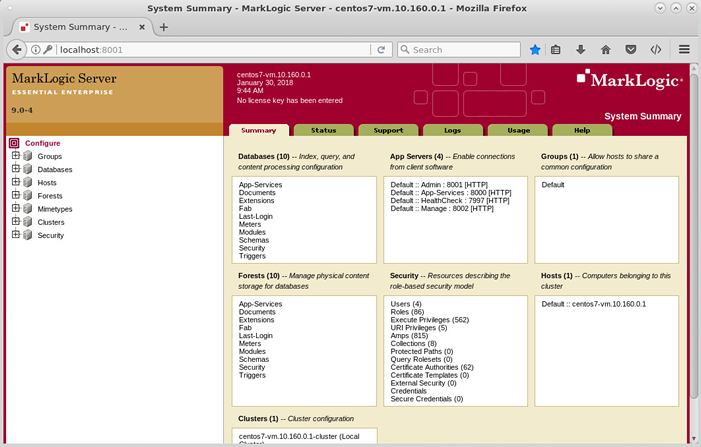 System Summary - MarkLogic Server - centos7-vm.10.160.0.1 - Mozilla Firefox
System Summary - ...
localhost:8001
Search
MarkLogic Server
ESSENTIAL ENTERPRISE
9.0-4
centos7-vm.10.160.0.1
January 30, 2018
9:44 AM
No license key has been entered
MarkLogic
System Summary
Summary
Status
Support
Logs
Usage
Help
Configure
Groups
Databases
Hosts
Forests
Mimetypes
Clusters
Security
Databases (10) -- Index, query, and
content processing configuration
App-Services
Documents
Extensions
Fab
Last-Login
Meters
Modules
Schemas
Security
Triggers
App Servers (4) -- Enable connections
from client software
Default :: Admin : 8001 [HTTP]
Default :: App-Services : 8000 [HTTP]
Default :: HealthCheck : 7997 [HTTP]
Default :: Manage : 8002 [HTTP]
Groups (1) -- Allow hosts to share a
common configuration
Default
Forests (10) -- Manage physical content
storage for databases
App-Services
Documents
Extensions
Fab
Last-Login
Meters
Modules
Schemas
Security
Triggers
Security -- Resources describing the
role-based security model
Users (4)
Roles (86)
Execute Privileges (562)
URI Privileges (5)
Amps (815)
Collections (8)
Protected Paths (0)
Query Rolesets (0)
Certificate Authorities (62)
Certificate Templates (0)
External Security (0)
Credentials
Secure Credentials (0)
Hosts (1) -- Computers belonging to this
cluster
Default :: centos7-vm.10.160.0.1
Clusters (1) -- Cluster configuration
centos7-vm.10.160.0.1-cluster (Local
Cluster)